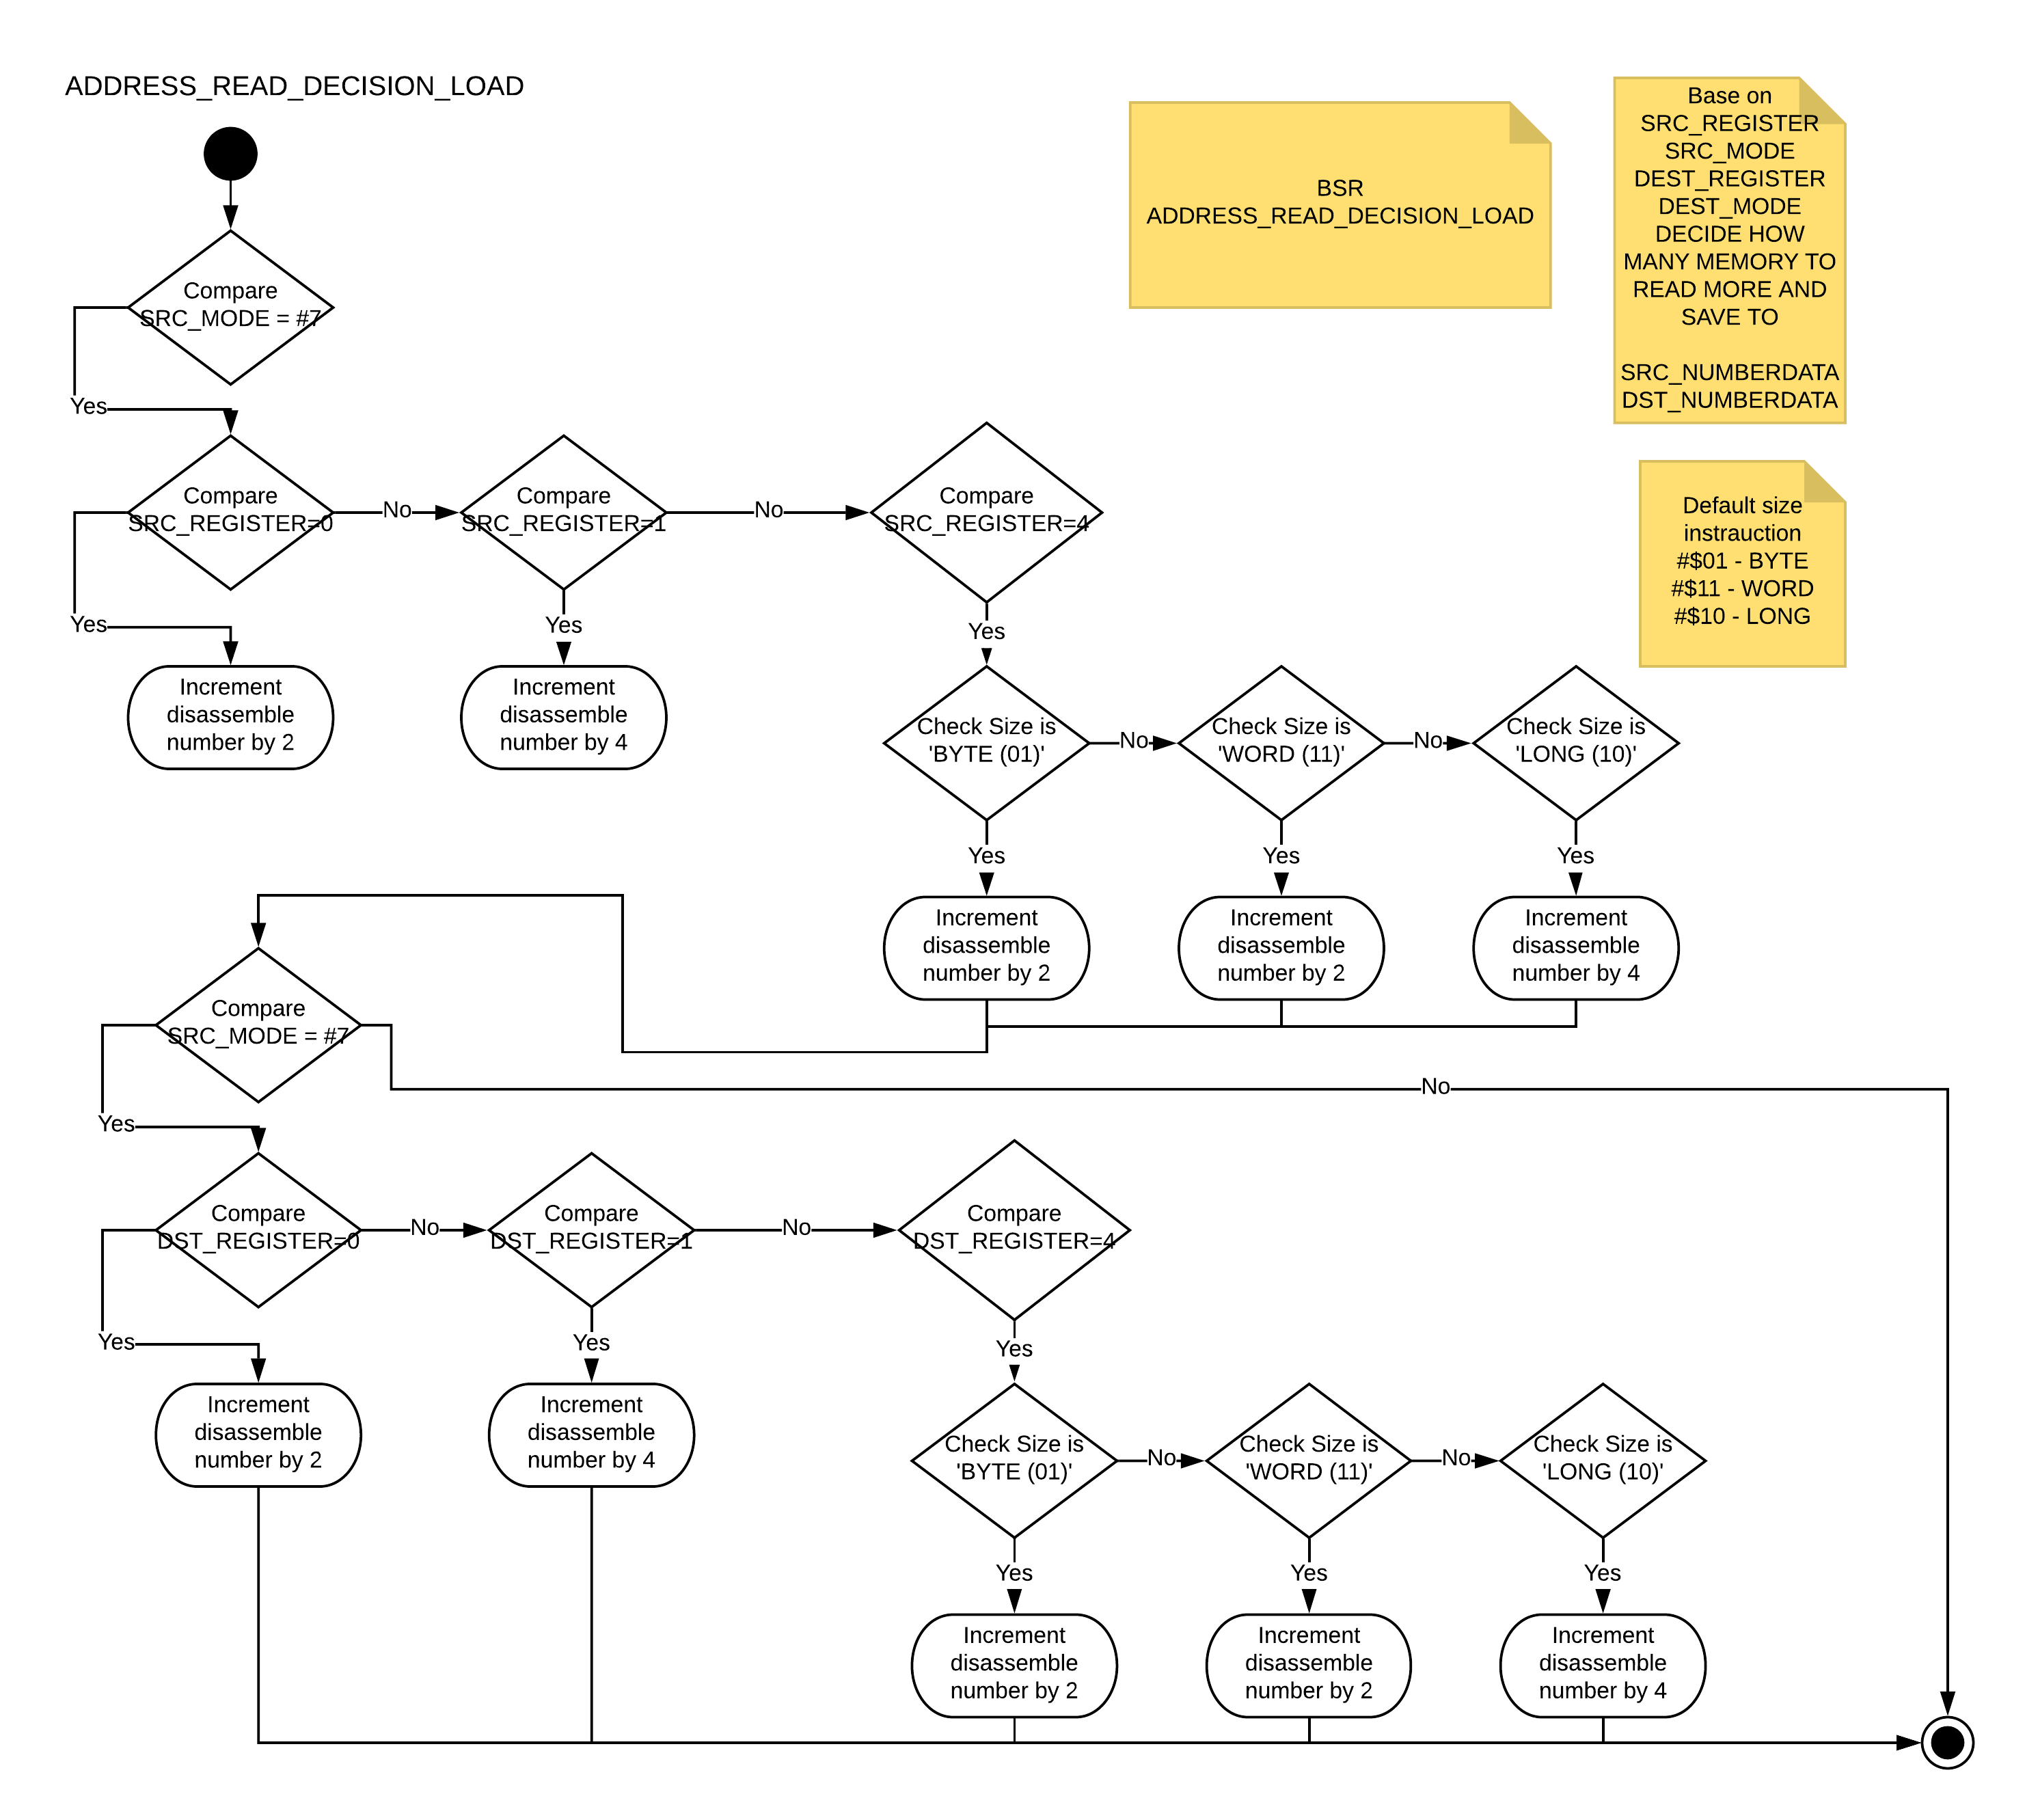 ADDRESS_READ_DECISION_LOAD
BSR
ADDRESS_READ_DECISION_LOAD
Base on
SRC_REGISTER
SRC_MODE
DEST_REGISTER
DEST_MODE
DECIDE HOW
MANY MEMORY TO
READ MORE AND
SAVE TO
SRC_NUMBERDATA
DST_NUMBERDATA
Compare
SRC_MODE = #7
Yes
Compare
SRC_REGISTER=0
No
Compare
SRC_REGISTER=1
No
Compare
SRC_REGISTER=4
Default size
instrauction
#$01 - BYTE
#$11 - WORD
#$10 - LONG
Yes
Yes
Yes
Increment
disassemble
number by 2
Increment
disassemble
number by 4
Check Size is
'BYTE (01)'
No
Check Size is
'WORD (11)'
No
Check Size is
'LONG (10)'
Yes
Yes
Yes
Increment
disassemble
number by 2
Increment
disassemble
number by 2
Increment
disassemble
number by 4
Compare
SRC_MODE = #7
No
Yes
Compare
DST_REGISTER=0
No
Compare
DST_REGISTER=1
No
Compare
DST_REGISTER=4
Yes
Yes
Yes
Increment
disassemble
number by 2
Increment
disassemble
number by 4
Check Size is
'BYTE (01)'
No
Check Size is
'WORD (11)'
No
Check Size is
'LONG (10)'
Yes
Yes
Yes
Increment
disassemble
number by 2
Increment
disassemble
number by 2
Increment
disassemble
number by 4